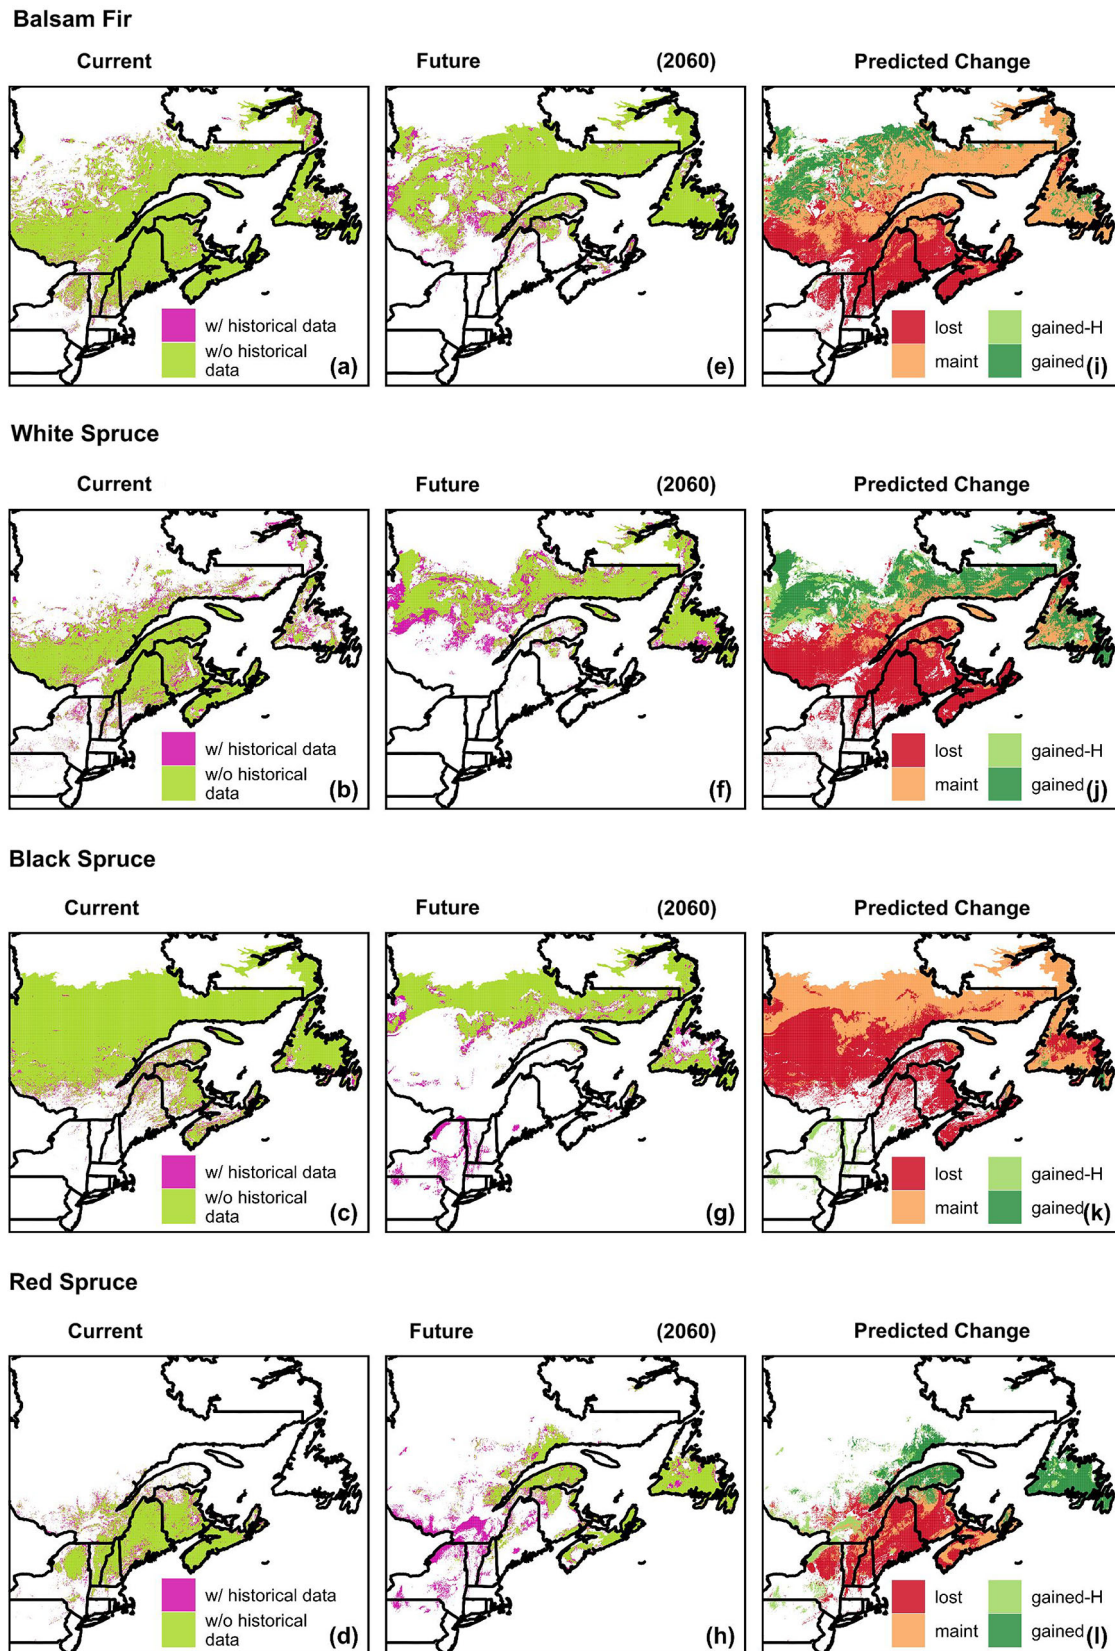 Balsam Fir
Current
Future (2060)
Predicted Change
w/ historical data
w/o historical
data
(a)
(e)
lost
gained-H
maint
gained
(i)
White Spruce
Current
Future (2060)
Predicted Change
w/ historical data
w/o historical
data
(b)
(f)
lost
gained-H
maint
gained
(j)
Black Spruce
Current
Future (2060)
Predicted Change
w/ historical data
w/o historical
data
(c)
(g)
lost
gained-H
maint
gained
(k)
Red Spruce
Current
Future (2060)
Predicted Change
w/ historical data
w/o historical
data
(d)
(h)
lost
gained-H
maint
gained
(l)